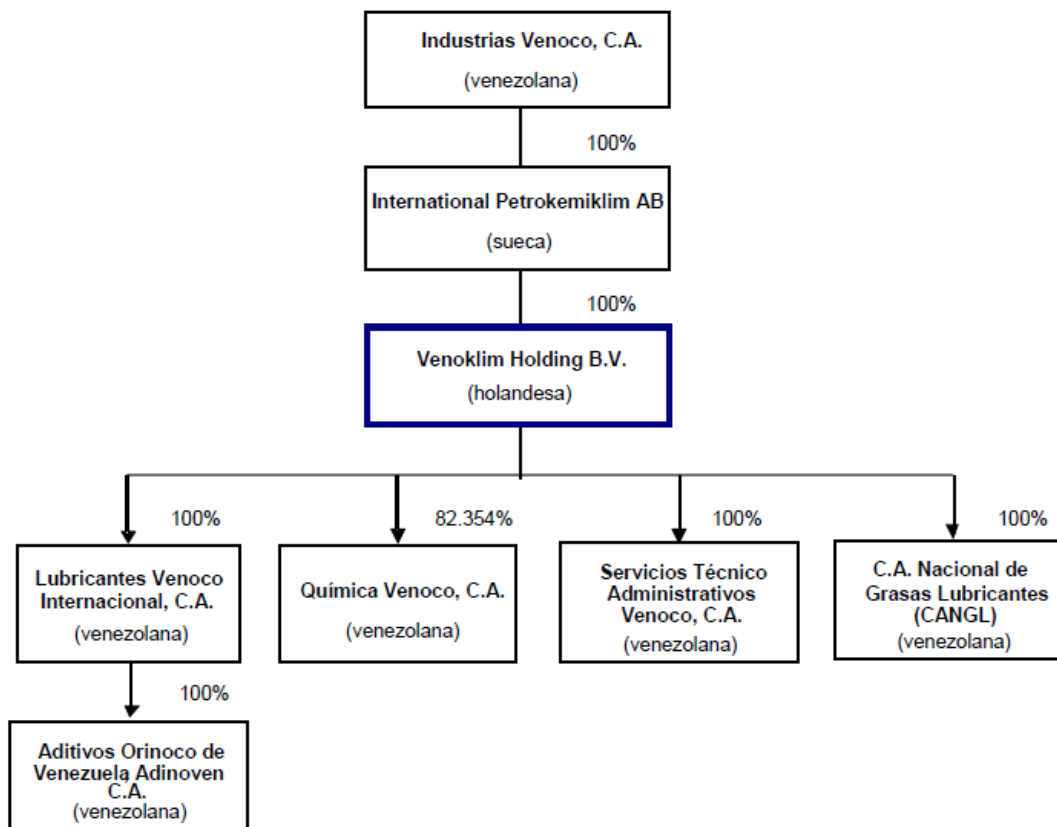 Industrias Venoco, C.A.
(venezolana)
100%
International Petrokemiklim AB
(sueca)
100%
Venoklim Holding B.V.
(holandesa)
100%
82.354%
100%
100%
Lubricantes Venoco
Internacional, C.A.
(venezolana)
Química Venoco, C.A.
(venezolana)
Servicios Técnico
Administrativos
Venoco, C.A.
(venezolana)
C.A. Nacional de
Grasas Lubricantes
(CANGL)
(venezolana)
100%
Aditivos Orinoco de
Venezuela Adinoven
C.A.
(venezolana)